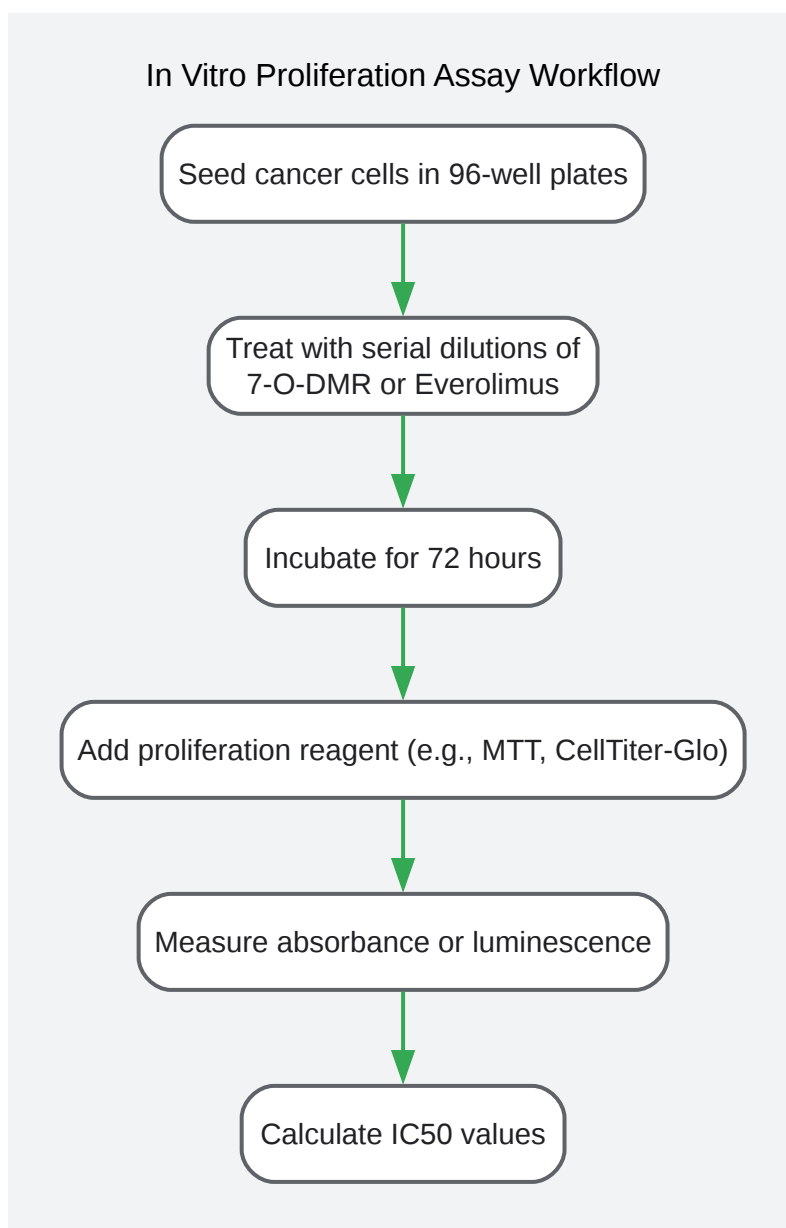 In Vitro Proliferation Assay Workflow
Seed cancer cells in 96-well plates
Treat with serial dilutions of
7-O-DMR or Everolimus
Incubate for 72 hours
Add proliferation reagent (e.g., MTT, CellTiter-Glo)
Measure absorbance or luminescence
Calculate IC50 values